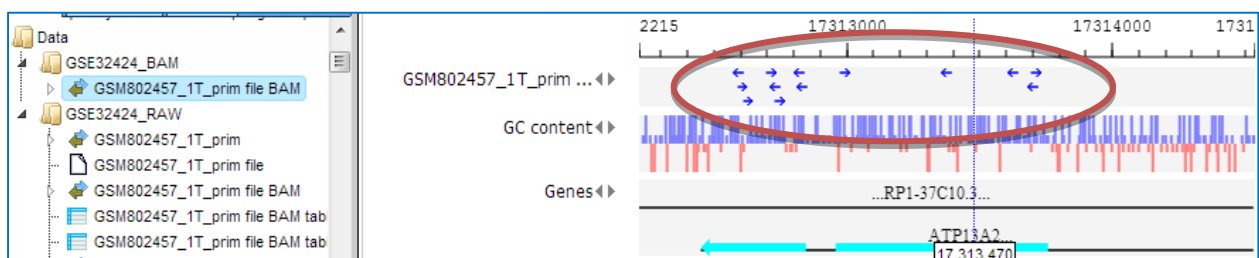 Data
GSE32424_BAM
GSM802457_1T_prim file BAM
GSE32424_RAW
GSM802457_1T_prim
GSM802457_1T_prim file
GSM802457_1T_prim file BAM
GSM802457_1T_prim file BAM tab
GSM802457_1T_prim file BAM tab
2215 17313000 17314000 1731
GSM802457_1T_prim ...
GC content
Genes
...RP1-37C10.3...
ATP13A2...
17 313 470